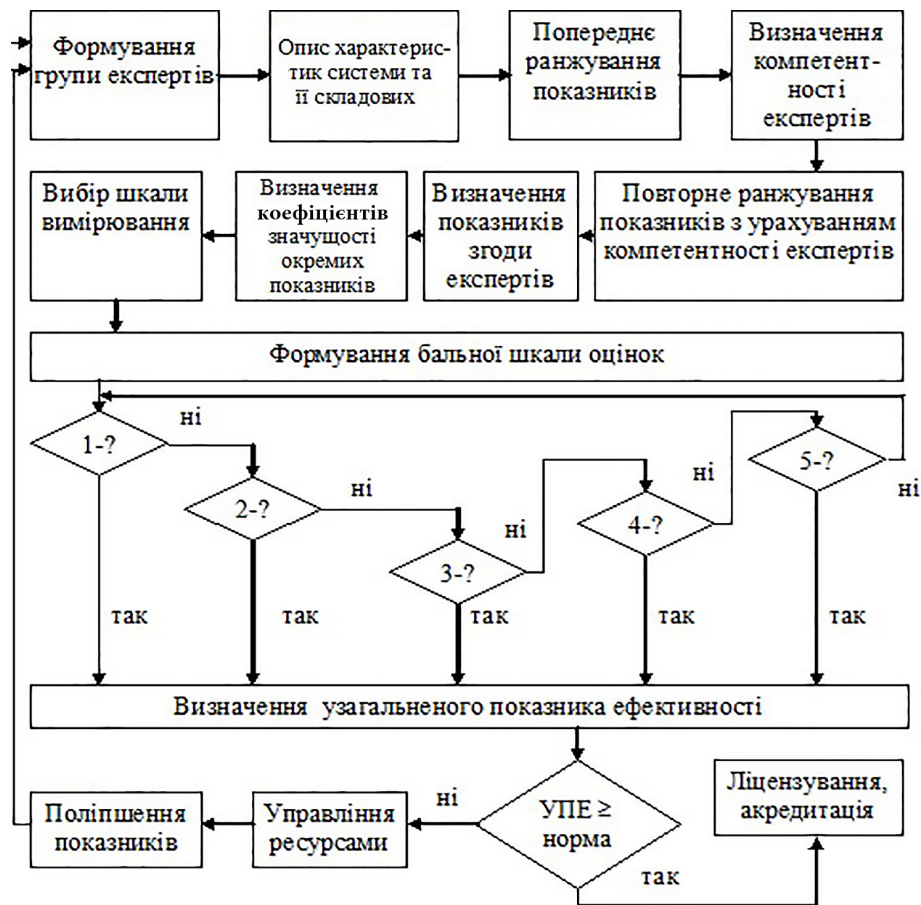 Формування
групи експертів
Опис характерис-
тик системи та
її складових
Попереднє
ранжування
показників
Визначення
компетент-
ності
експертів
Вибір шкали
вимірювання
Визначення
коефіцієнтів
значущості
окремих
показників
Визначення
показників
згоди
експертів
Повторне ранжування
показників з урахуванням
компетентності експертів
Формування бальної шкали оцінок
1-?
ні
2-?
ні
3-?
ні
4-?
ні
5-?
ні
так
так
так
так
так
Визначення узагальненого показника ефективності
Поліпшення
показників
Управління
ресурсами
ні
УПЕ ≥
норма
так
Ліцензування,
акредитація